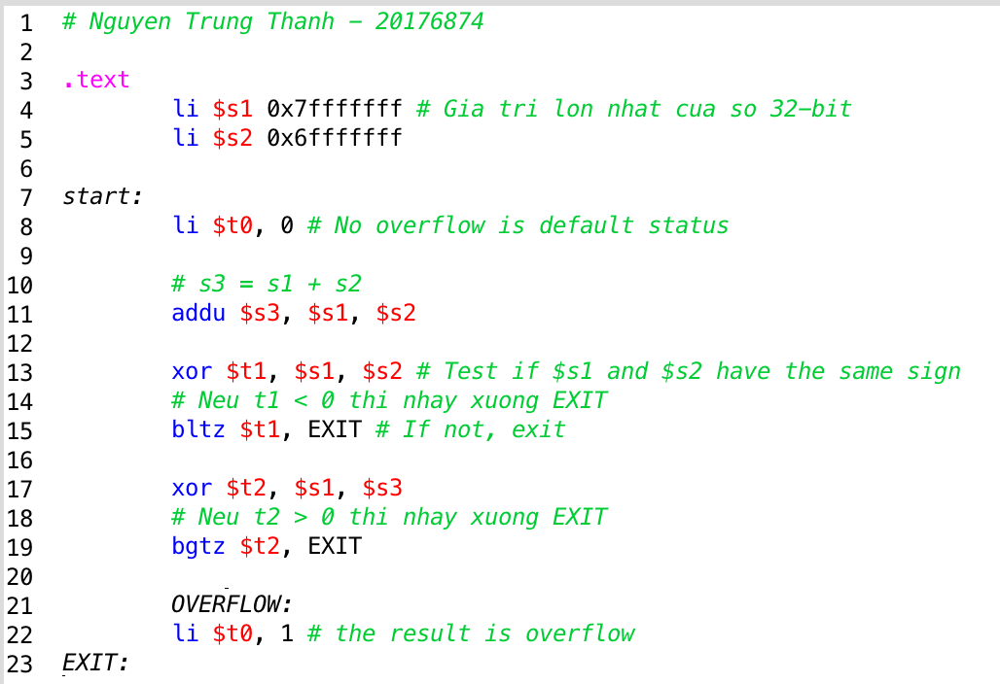 1 # Nguyen Trung Thanh - 20176874
2
3 .text
4 li $s1 0x7fffffff # Gia tri lon nhat cua so 32-bit
5 li $s2 0x6fffffff
6
7 start:
8 li $t0, 0 # No overflow is default status
9
10 # s3 = s1 + s2
11 addu $s3, $s1, $s2
12
13 xor $t1, $s1, $s2 # Test if $s1 and $s2 have the same sign
14 # Neu t1 < 0 thi nhay xuong EXIT
15 bltz $t1, EXIT # If not, exit
16
17 xor $t2, $s1, $s3
18 # Neu t2 > 0 thi nhay xuong EXIT
19 bgtz $t2, EXIT
20
21 OVERFLOW:
22 li $t0, 1 # the result is overflow
23 EXIT: